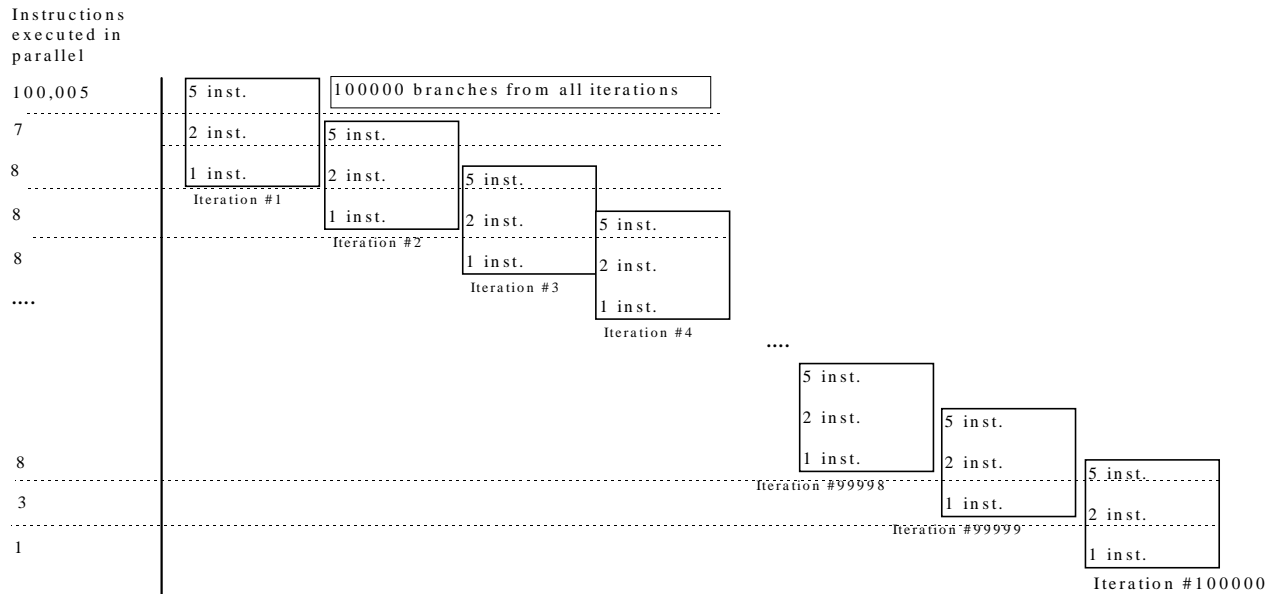 Instructions
executed in
parallel
100,005
5 inst.
100000 branches from all iterations
7
2 inst.
5 inst.
8
1 inst.
2 inst.
5 inst.
Iteration #1
8
1 inst.
2 inst.
5 inst.
Iteration #2
8
1 inst.
2 inst.
Iteration #3
....
1 inst.
Iteration #4
....
5 inst.
2 inst.
5 inst.
8
1 inst.
2 inst.
5 inst.
Iteration #99998
3
1 inst.
2 inst.
Iteration #99999
1
1 inst.
Iteration #100000